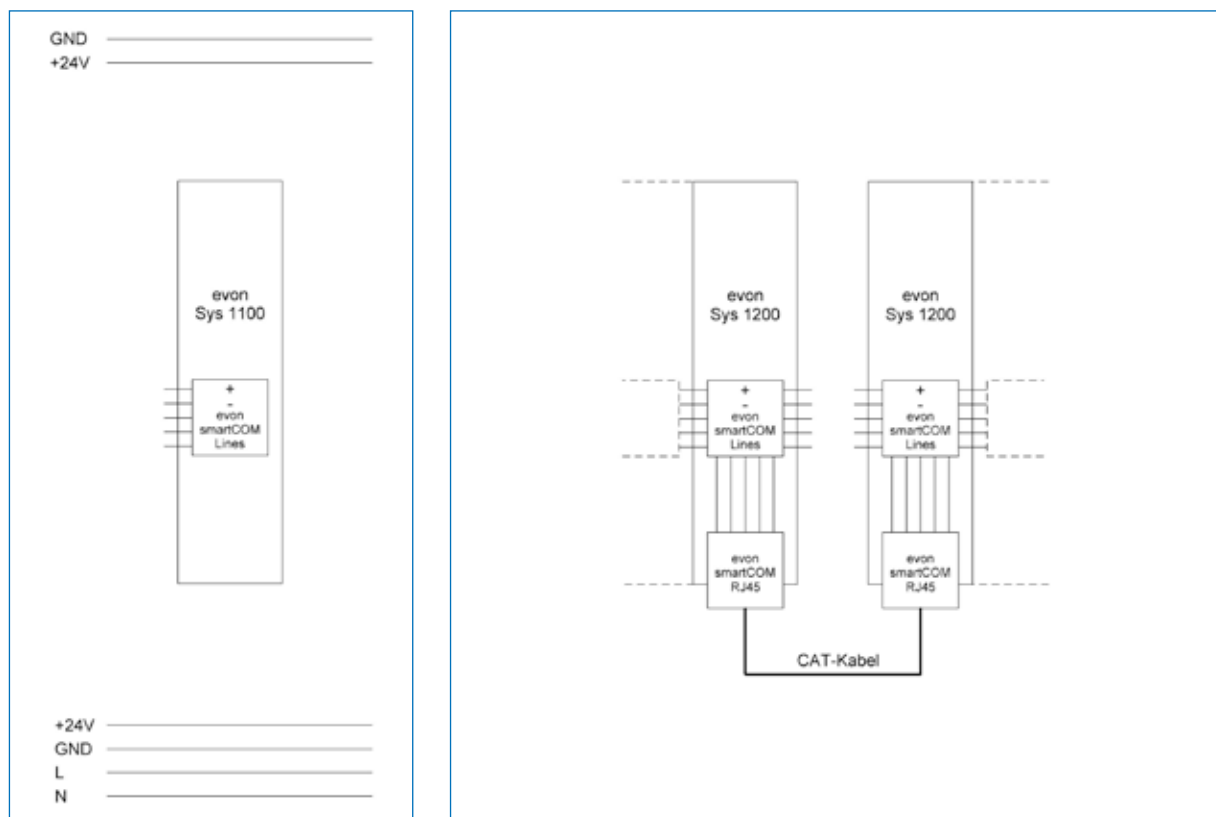 GND
+24V
evon
Sys 1100
+
-
evon
smartCOM
Lines
+24V
GND
L
N
evon
Sys 1200
+
-
evon
smartCOM
Lines
evon
smartCOM
RJ45
evon
Sys 1200
+
-
evon
smartCOM
Lines
evon
smartCOM
RJ45
CAT-Kabel